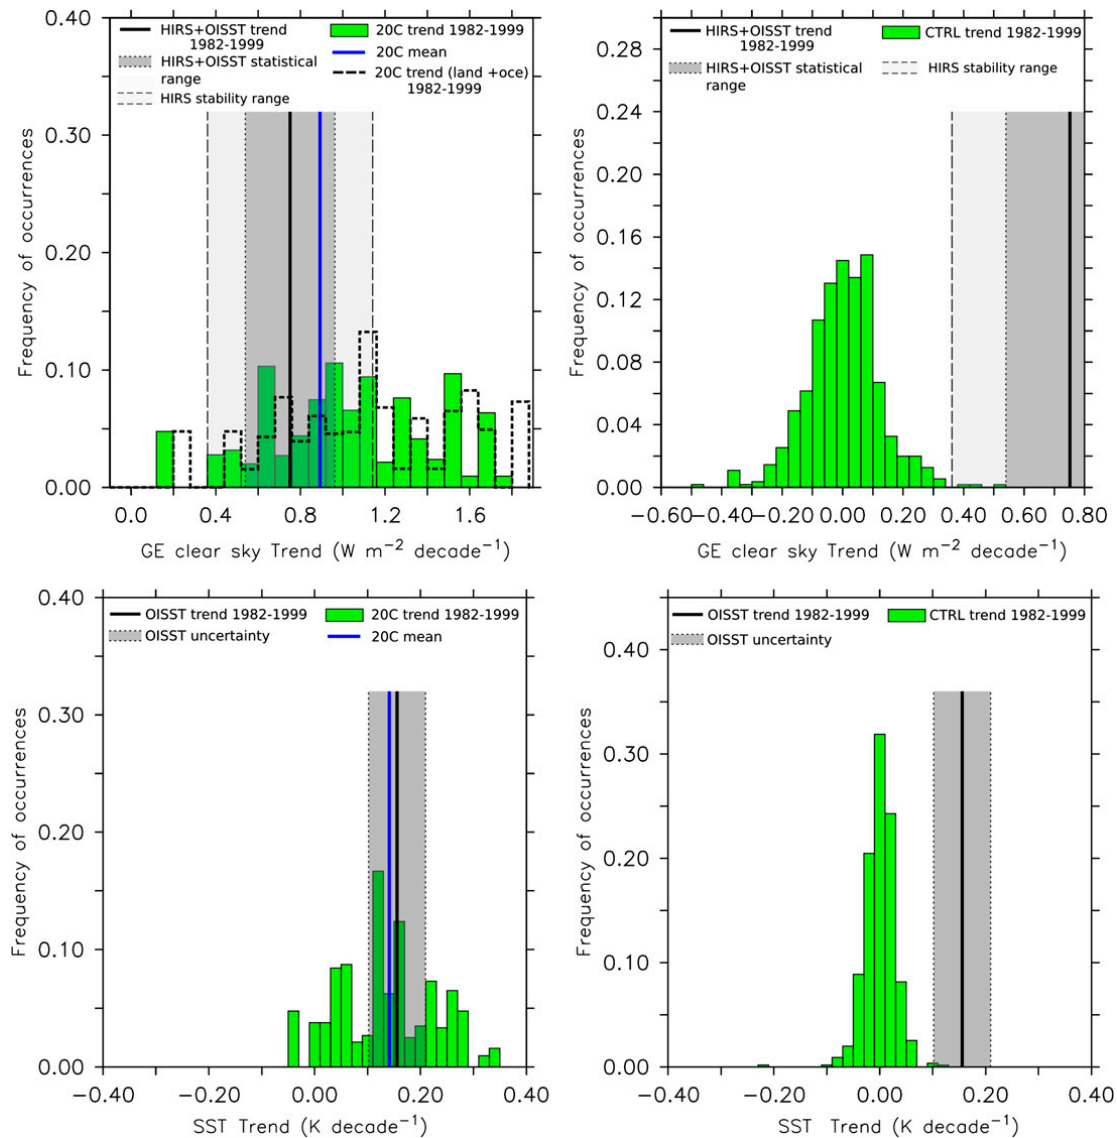 HIRS+OISST trend
1982-1999
HIRS+OISST statistical
range
HIRS stability range
20C trend 1982-1999
20C mean
20C trend (land +oce)
1982-1999
0.40
0.30
0.20
0.10
0.00
Frequency of occurrences
0.0 0.4 0.8 1.2 1.6
GE clear sky Trend (W m−2 decade−1)
HIRS+OISST trend
1982-1999
HIRS+OISST statistical
range
CTRL trend 1982-1999
HIRS stability range
0.28
0.24
0.20
0.16
0.12
0.08
0.04
0.00
Frequency of occurrences
−0.60 −0.40 −0.20 0.00 0.20 0.40 0.60 0.80
GE clear sky Trend (W m−2 decade−1)
OISST trend 1982-1999
OISST uncertainty
20C trend 1982-1999
20C mean
0.40
0.30
0.20
0.10
0.00
Frequency of occurrences
−0.40 −0.20 0.00 0.20 0.40
SST Trend (K decade−1)
OISST trend 1982-1999
OISST uncertainty
CTRL trend 1982-1999
0.40
0.30
0.20
0.10
0.00
Frequency of occurrences
−0.40 −0.20 0.00 0.20 0.40
SST Trend (K decade−1)